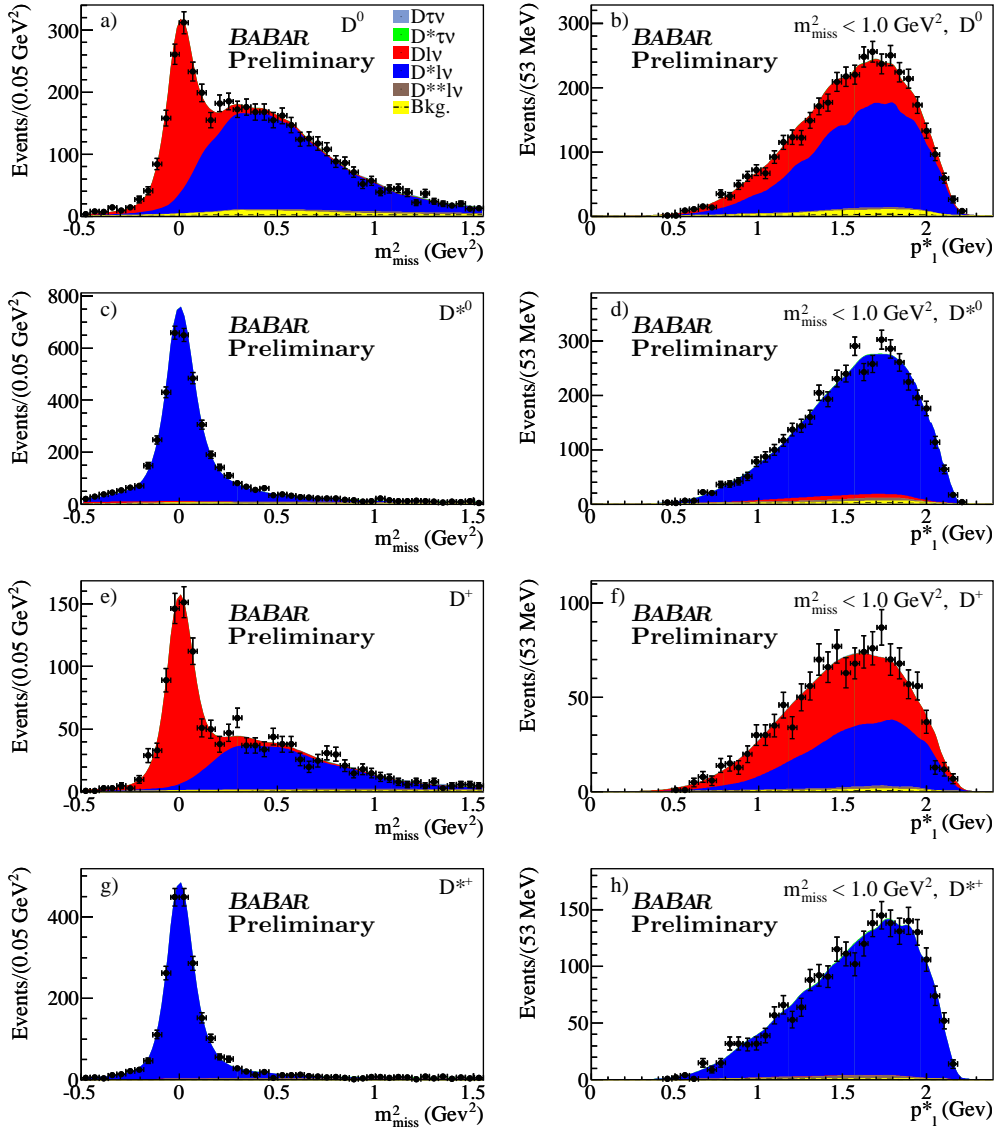 a)
D⁰
BABAR
Preliminary
Dτν
D*τν
Dlν
D*lν
D**lν
Bkg.
Events/(0.05 GeV²)
300
200
100
0
-0.5 0 0.5 1 1.5
m²miss (Gev²)
b)
m²miss < 1.0 GeV², D⁰
BABAR
Preliminary
Events/(53 MeV)
300
200
100
0
0 0.5 1 1.5 2
p*l (Gev)
c)
D*⁰
BABAR
Preliminary
Events/(0.05 GeV²)
800
600
400
200
0
-0.5 0 0.5 1 1.5
m²miss (Gev²)
d)
m²miss < 1.0 GeV², D*⁰
BABAR
Preliminary
Events/(53 MeV)
300
200
100
0
0 0.5 1 1.5 2
p*l (Gev)
e)
D⁺
BABAR
Preliminary
Events/(0.05 GeV²)
150
100
50
0
-0.5 0 0.5 1 1.5
m²miss (Gev²)
f)
m²miss < 1.0 GeV², D⁺
BABAR
Preliminary
Events/(53 MeV)
100
50
0
0 0.5 1 1.5 2
p*l (Gev)
g)
D*⁺
BABAR
Preliminary
Events/(0.05 GeV²)
400
200
0
-0.5 0 0.5 1 1.5
m²miss (Gev²)
h)
m²miss < 1.0 GeV², D*⁺
BABAR
Preliminary
Events/(53 MeV)
150
100
50
0
0 0.5 1 1.5 2
p*l (Gev)